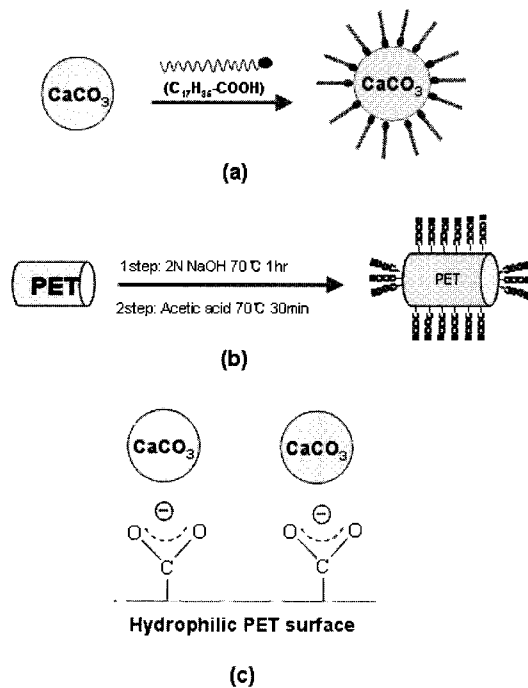 CaCO₃
(C₁₇H₃₅-COOH)
CaCO₃
(a)
PET
1step: 2N NaOH 70℃ 1hr
2step: Acetic acid 70℃ 30min
PET
(b)
CaCO₃ CaCO₃
⊖ ⊖
O O O O
C C
Hydrophilic PET surface
(c)